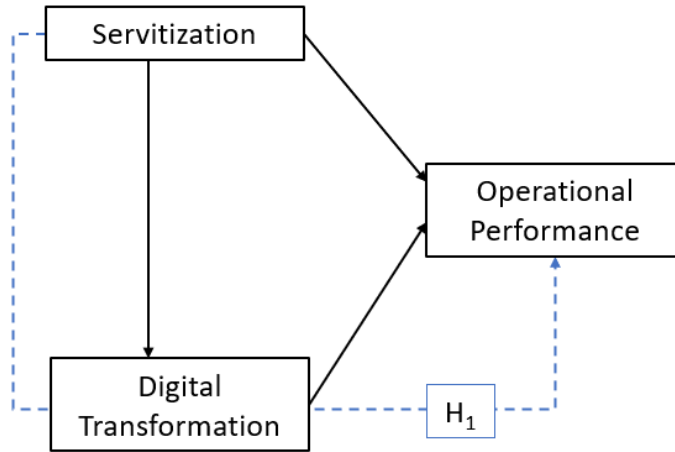 Servitization
Operational
Performance
Digital
Transformation
H₁